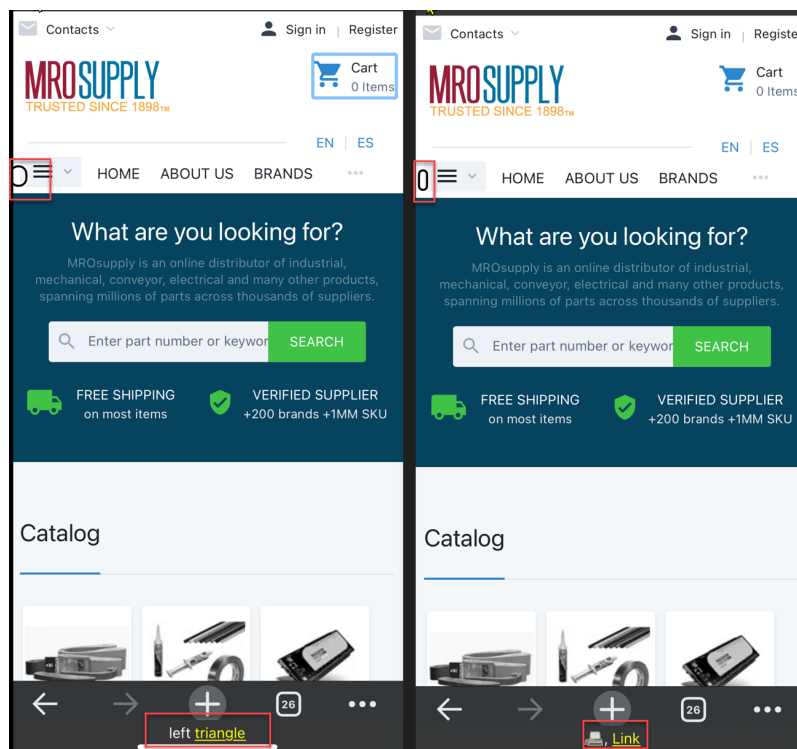 Contacts
Sign in | Register
MROSUPPLY
TRUSTED SINCE 1898TM
Cart
0 Items
EN | ES
HOME ABOUT US BRANDS
What are you looking for?
MROsupply is an online distributor of industrial,
mechanical, conveyor, electrical and many other products,
spanning millions of parts across thousands of suppliers.
Enter part number or keywor SEARCH
FREE SHIPPING
on most items
VERIFIED SUPPLIER
+200 brands +1MM SKU
Catalog
26
left triangle
Contacts
Sign in | Registe
MROSUPPLY
TRUSTED SINCE 1898TM
Cart
0 Items
EN | ES
HOME ABOUT US BRANDS
What are you looking for?
MROsupply is an online distributor of industrial,
mechanical, conveyor, electrical and many other products,
spanning millions of parts across thousands of suppliers.
Enter part number or keywor SEARCH
FREE SHIPPING
on most items
VERIFIED SUPPLIER
+200 brands +1MM SKU
Catalog
26
, Link